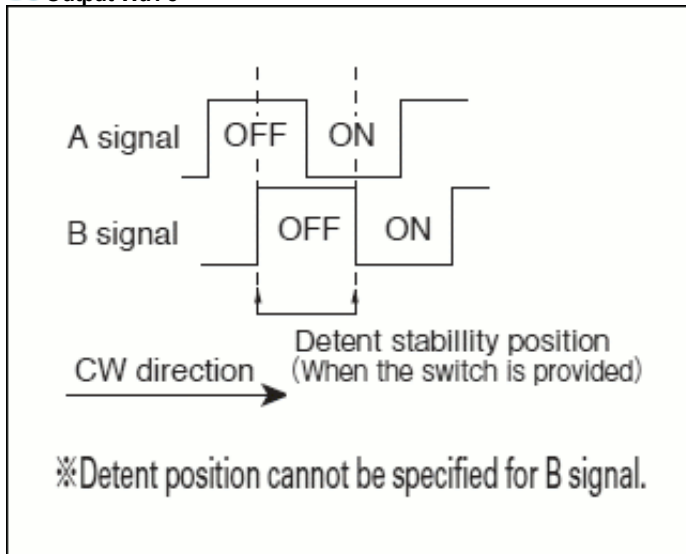 A signal OFF ON
B signal OFF ON
Detent stabillity position
CW direction (When the switch is provided)
※Detent position cannot be specified for B signal.